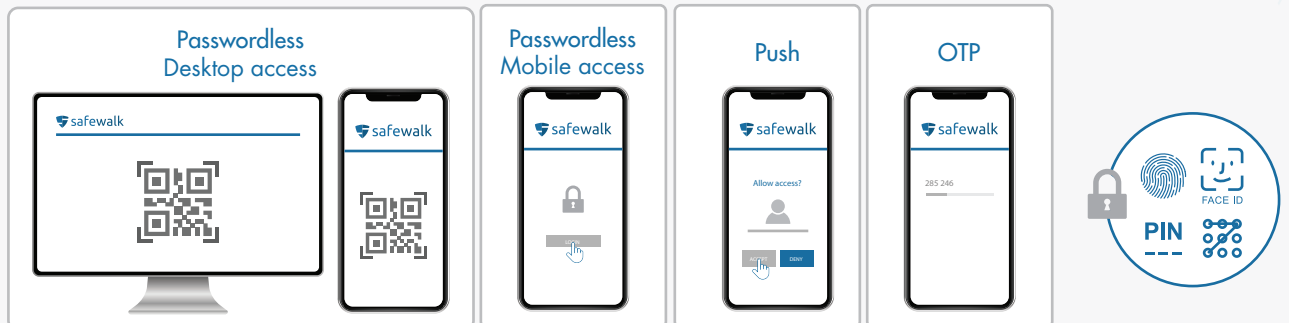 Passwordless
Desktop access
safewalk
safewalk
Passwordless
Mobile access
safewalk
Push
safewalk
Allow access?
ACCEPT
DENY
OTP
safewalk
285 246
FACE ID
PIN